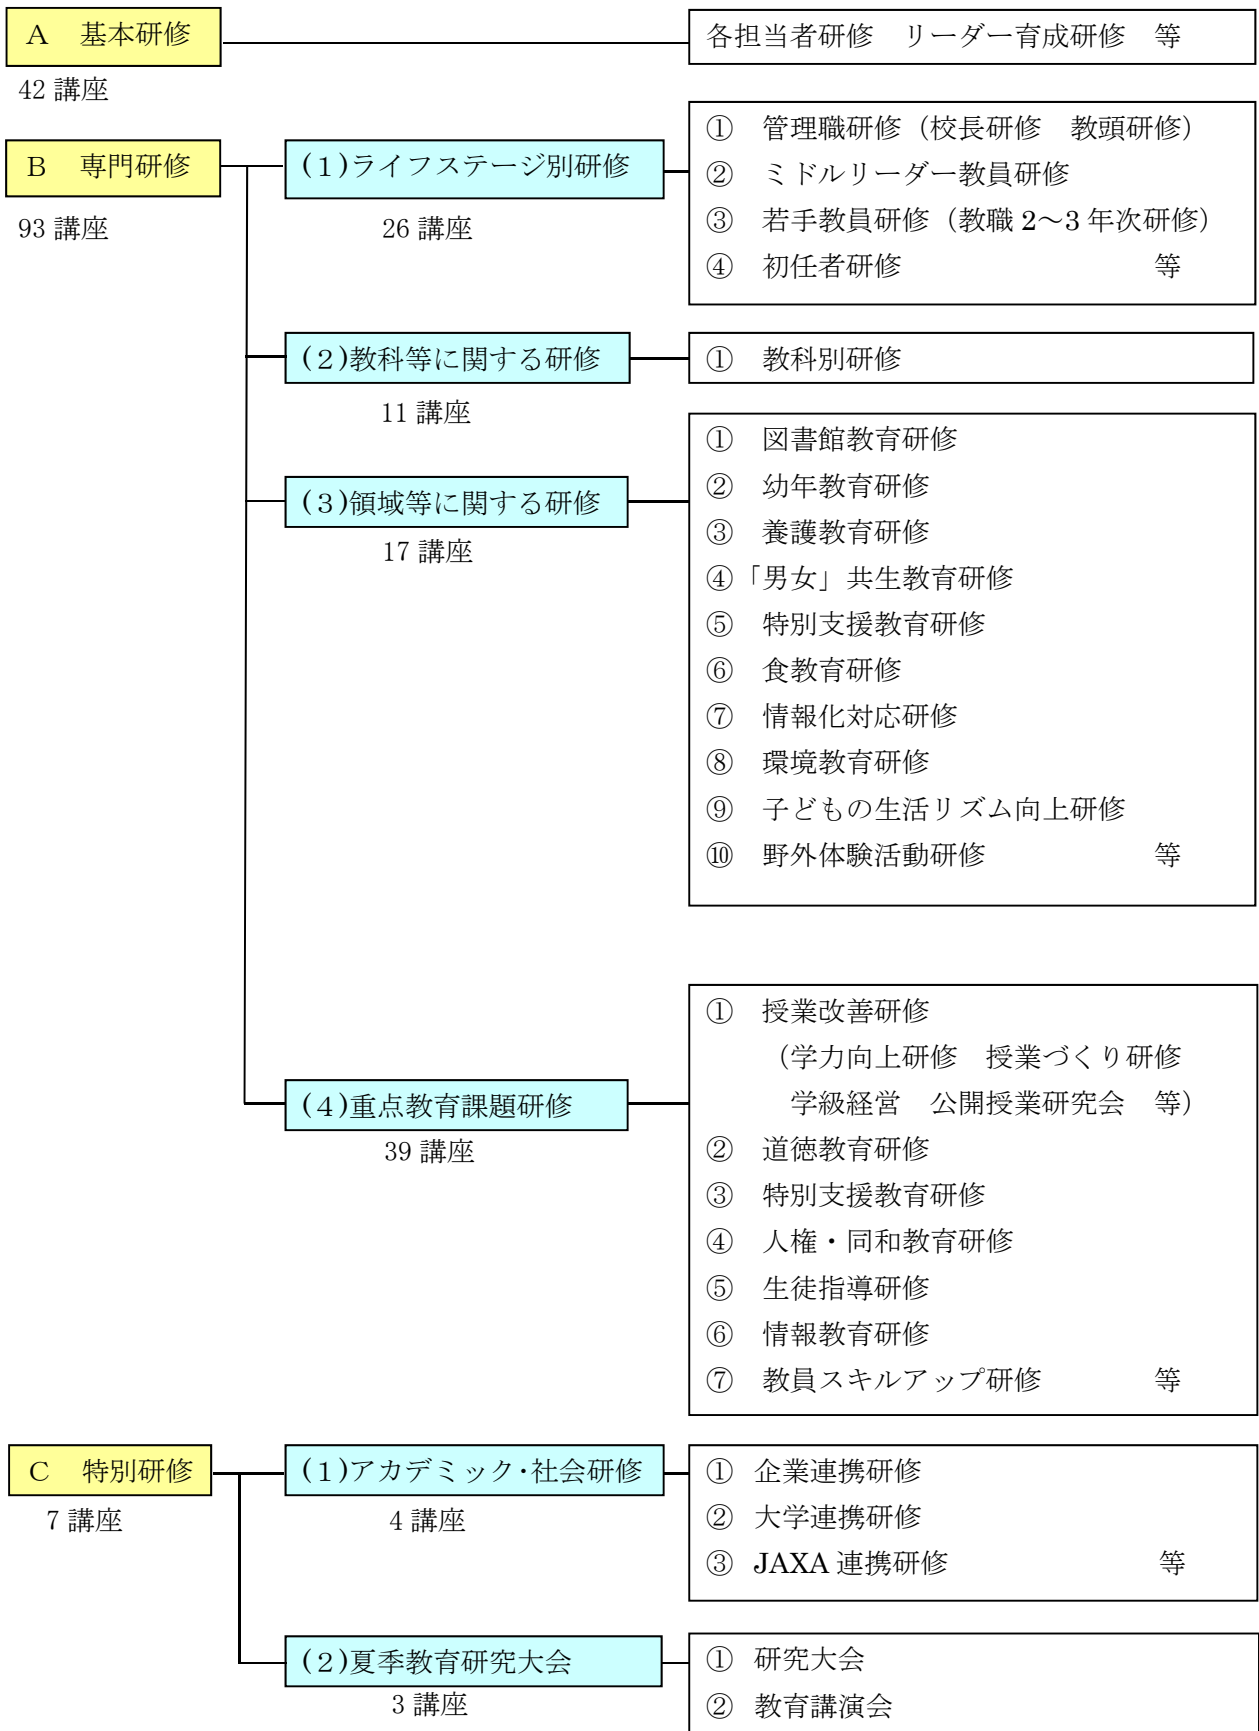 A　基本研修
各担当者研修　リーダー育成研修　等
42 講座
B　専門研修
93 講座
(１)ライフステージ別研修
26 講座
①　管理職研修（校長研修　教頭研修）
②　ミドルリーダー教員研修
③　若手教員研修（教職 2～3 年次研修）
④　初任者研修　　　　　　　　　等
(２)教科等に関する研修
11 講座
①　教科別研修
(３)領域等に関する研修
17 講座
①　図書館教育研修
②　幼年教育研修
③　養護教育研修
④「男女」共生教育研修
⑤　特別支援教育研修
⑥　食教育研修
⑦　情報化対応研修
⑧　環境教育研修
⑨　子どもの生活リズム向上研修
⑩　野外体験活動研修　　　　　　等
(４)重点教育課題研修
39 講座
①　授業改善研修
（学力向上研修　授業づくり研修
学級経営　公開授業研究会　等）
②　道徳教育研修
③　特別支援教育研修
④　人権・同和教育研修
⑤　生徒指導研修
⑥　情報教育研修
⑦　教員スキルアップ研修　　　　等
C　特別研修
7 講座
(１)アカデミック・社会研修
4 講座
①　企業連携研修
②　大学連携研修
③　JAXA 連携研修　　　　　　　等
(２)夏季教育研究大会
3 講座
①　研究大会
②　教育講演会